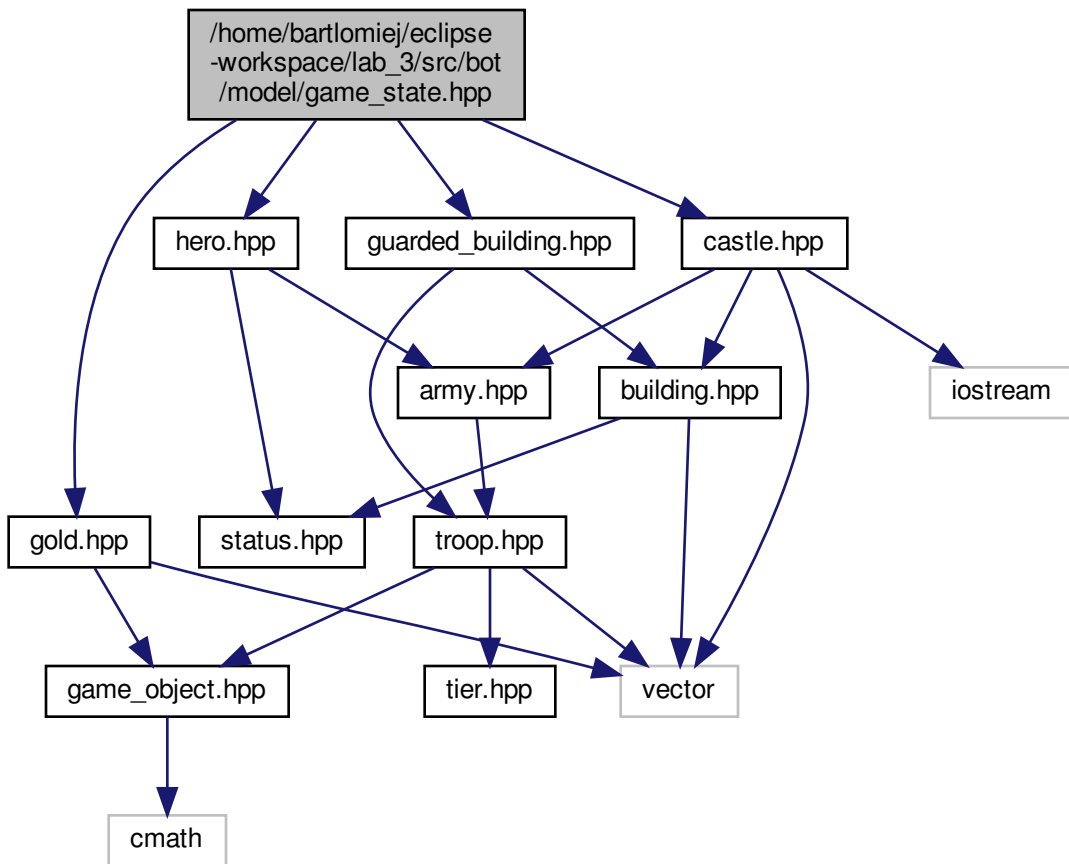 /home/bartlomiej/eclipse
-workspace/lab_3/src/bot
/model/game_state.hpp
hero.hpp
guarded_building.hpp
castle.hpp
army.hpp
building.hpp
iostream
gold.hpp
status.hpp
troop.hpp
game_object.hpp
tier.hpp
vector
cmath